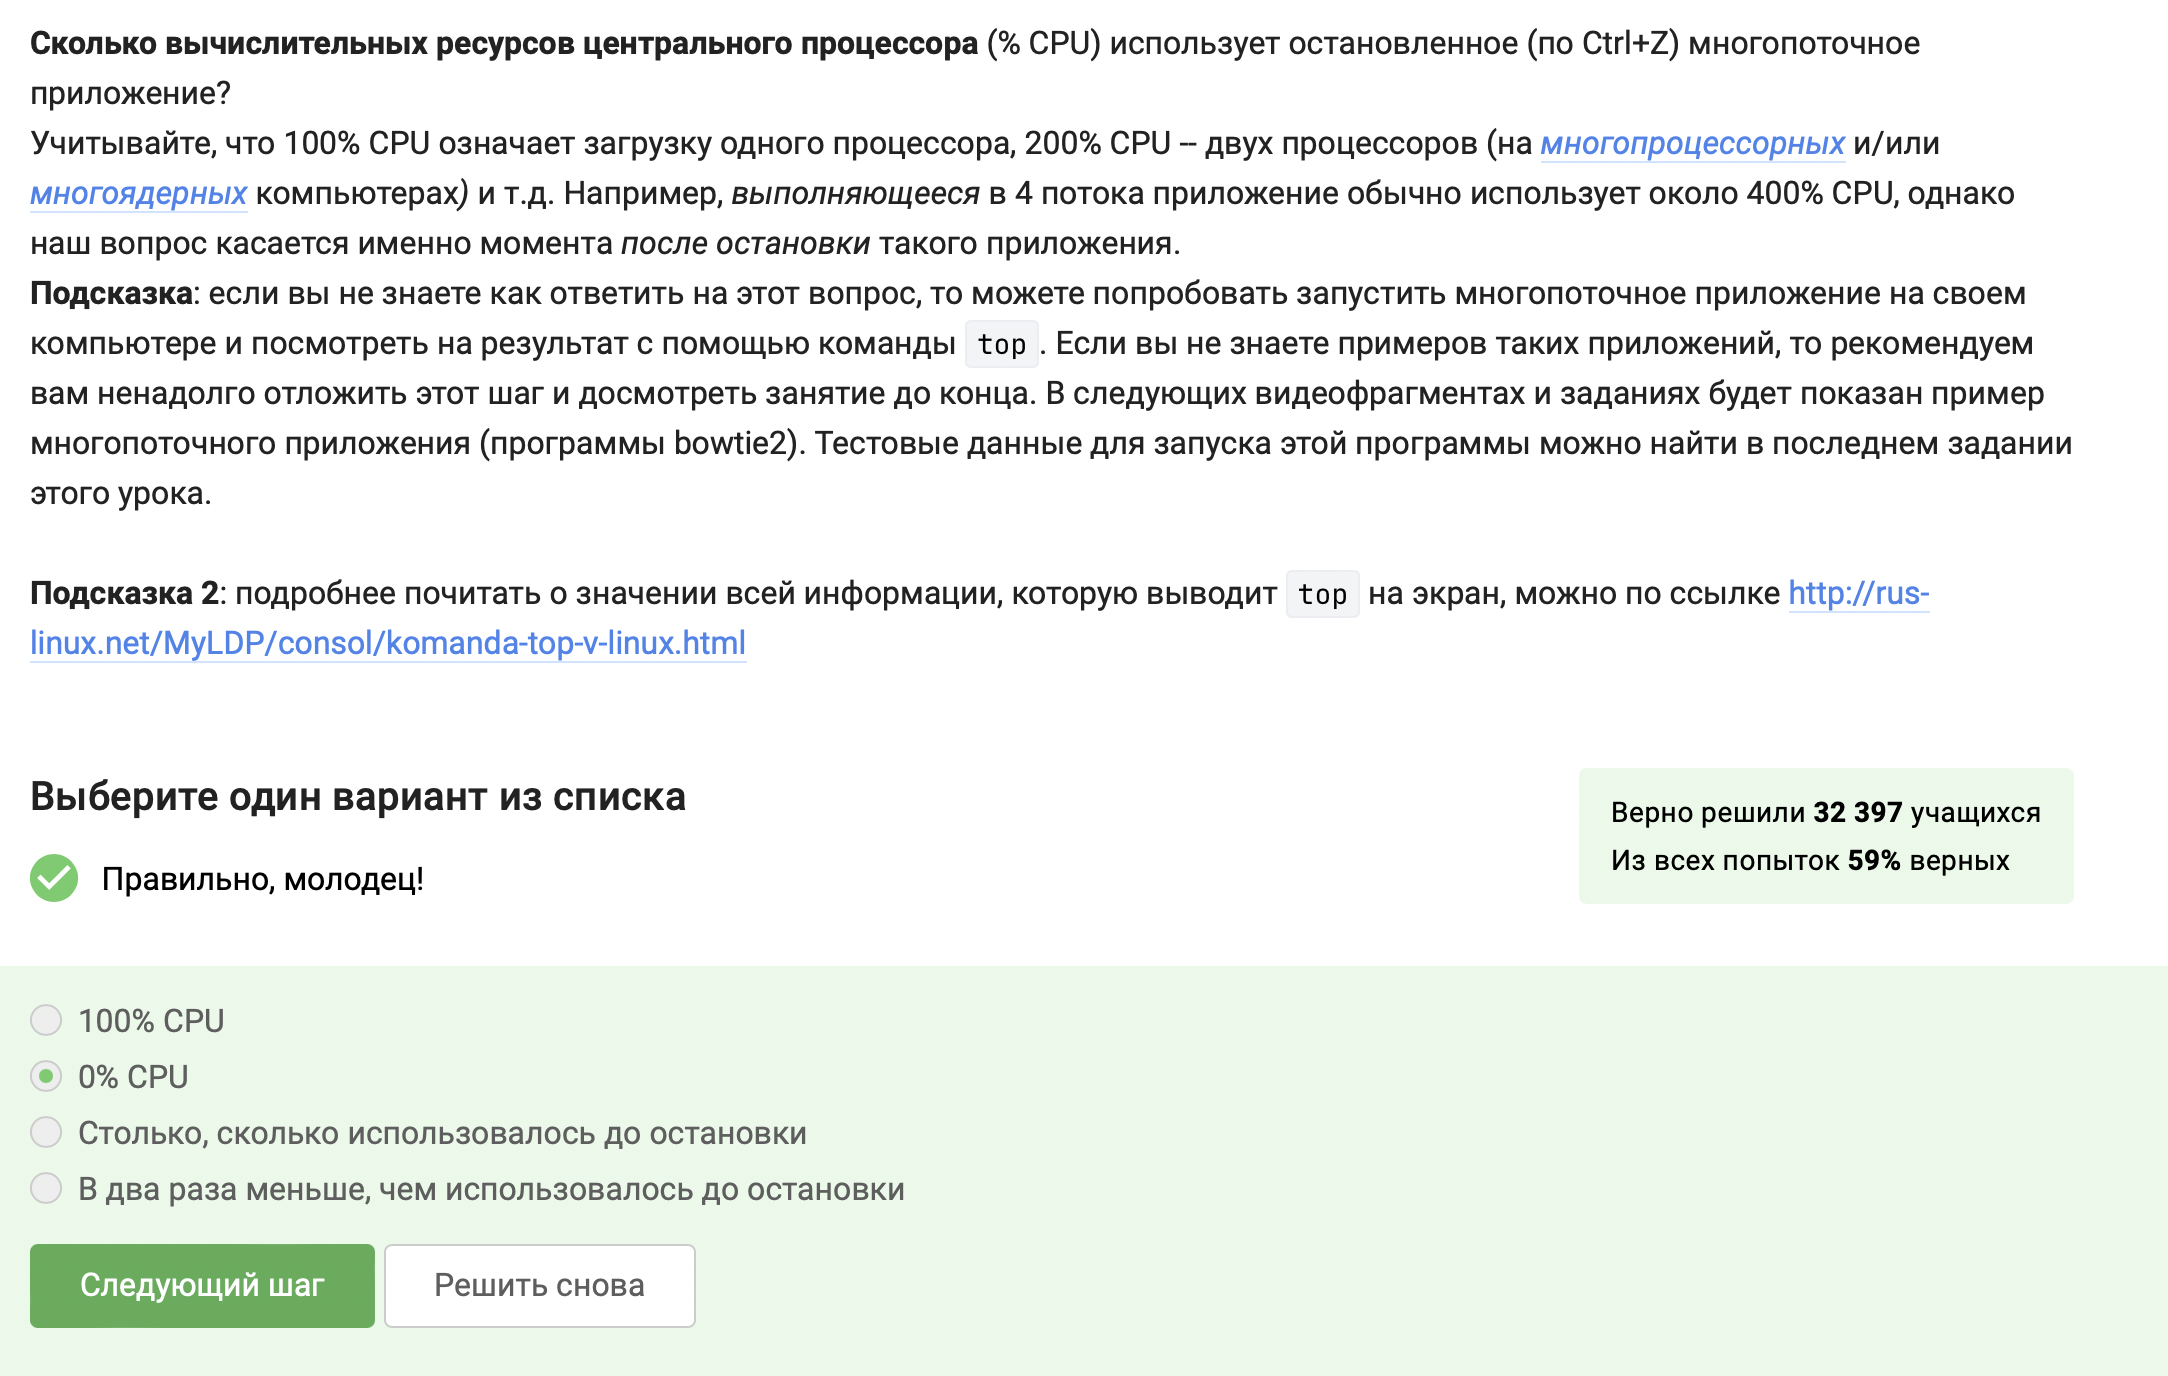 Сколько вычислительных ресурсов центрального процессора (% CPU) использует остановленное (по Ctrl+Z) многопоточное
приложение?
Учитывайте, что 100% CPU означает загрузку одного процессора, 200% CPU -- двух процессоров (на многопроцессорных и/или
многоядерных компьютерах) и т.д. Например, выполняющееся в 4 потока приложение обычно использует около 400% CPU, однако
наш вопрос касается именно момента после остановки такого приложения.
Подсказка: если вы не знаете как ответить на этот вопрос, то можете попробовать запустить многопоточное приложение на своем
компьютере и посмотреть на результат с помощью команды top. Если вы не знаете примеров таких приложений, то рекомендуем
вам ненадолго отложить этот шаг и досмотреть занятие до конца. В следующих видеофрагментах и заданиях будет показан пример
многопоточного приложения (программы bowtie2). Тестовые данные для запуска этой программы можно найти в последнем задании
этого урока.
Подсказка 2: подробнее почитать о значении всей информации, которую выводит top на экран, можно по ссылке http://rus-
linux.net/MyLDP/consol/komanda-top-v-linux.html
Выберите один вариант из списка
Верно решили 32 397 учащихся
Из всех попыток 59% верных
Правильно, молодец!
100% CPU
0% CPU
Столько, сколько использовалось до остановки
В два раза меньше, чем использовалось до остановки
Следующий шаг
Решить снова